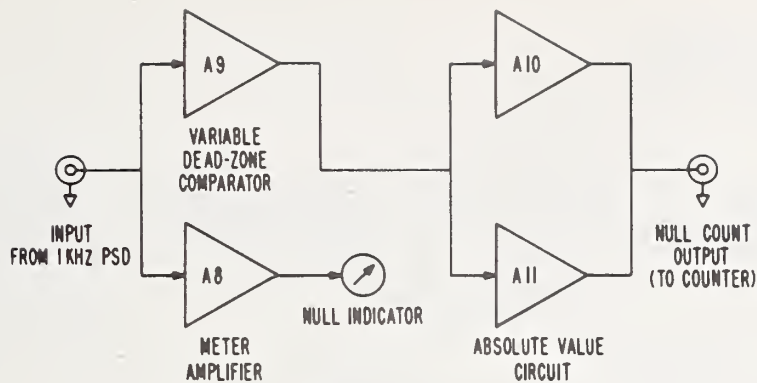 A9
A10
VARIABLE
DEAD-ZONE
COMPARATOR
INPUT
FROM 1KHZ PSD
NULL COUNT
OUTPUT
(TO COUNTER)
A8
A11
NULL INDICATOR
METER
AMPLIFIER
ABSOLUTE VALUE
CIRCUIT